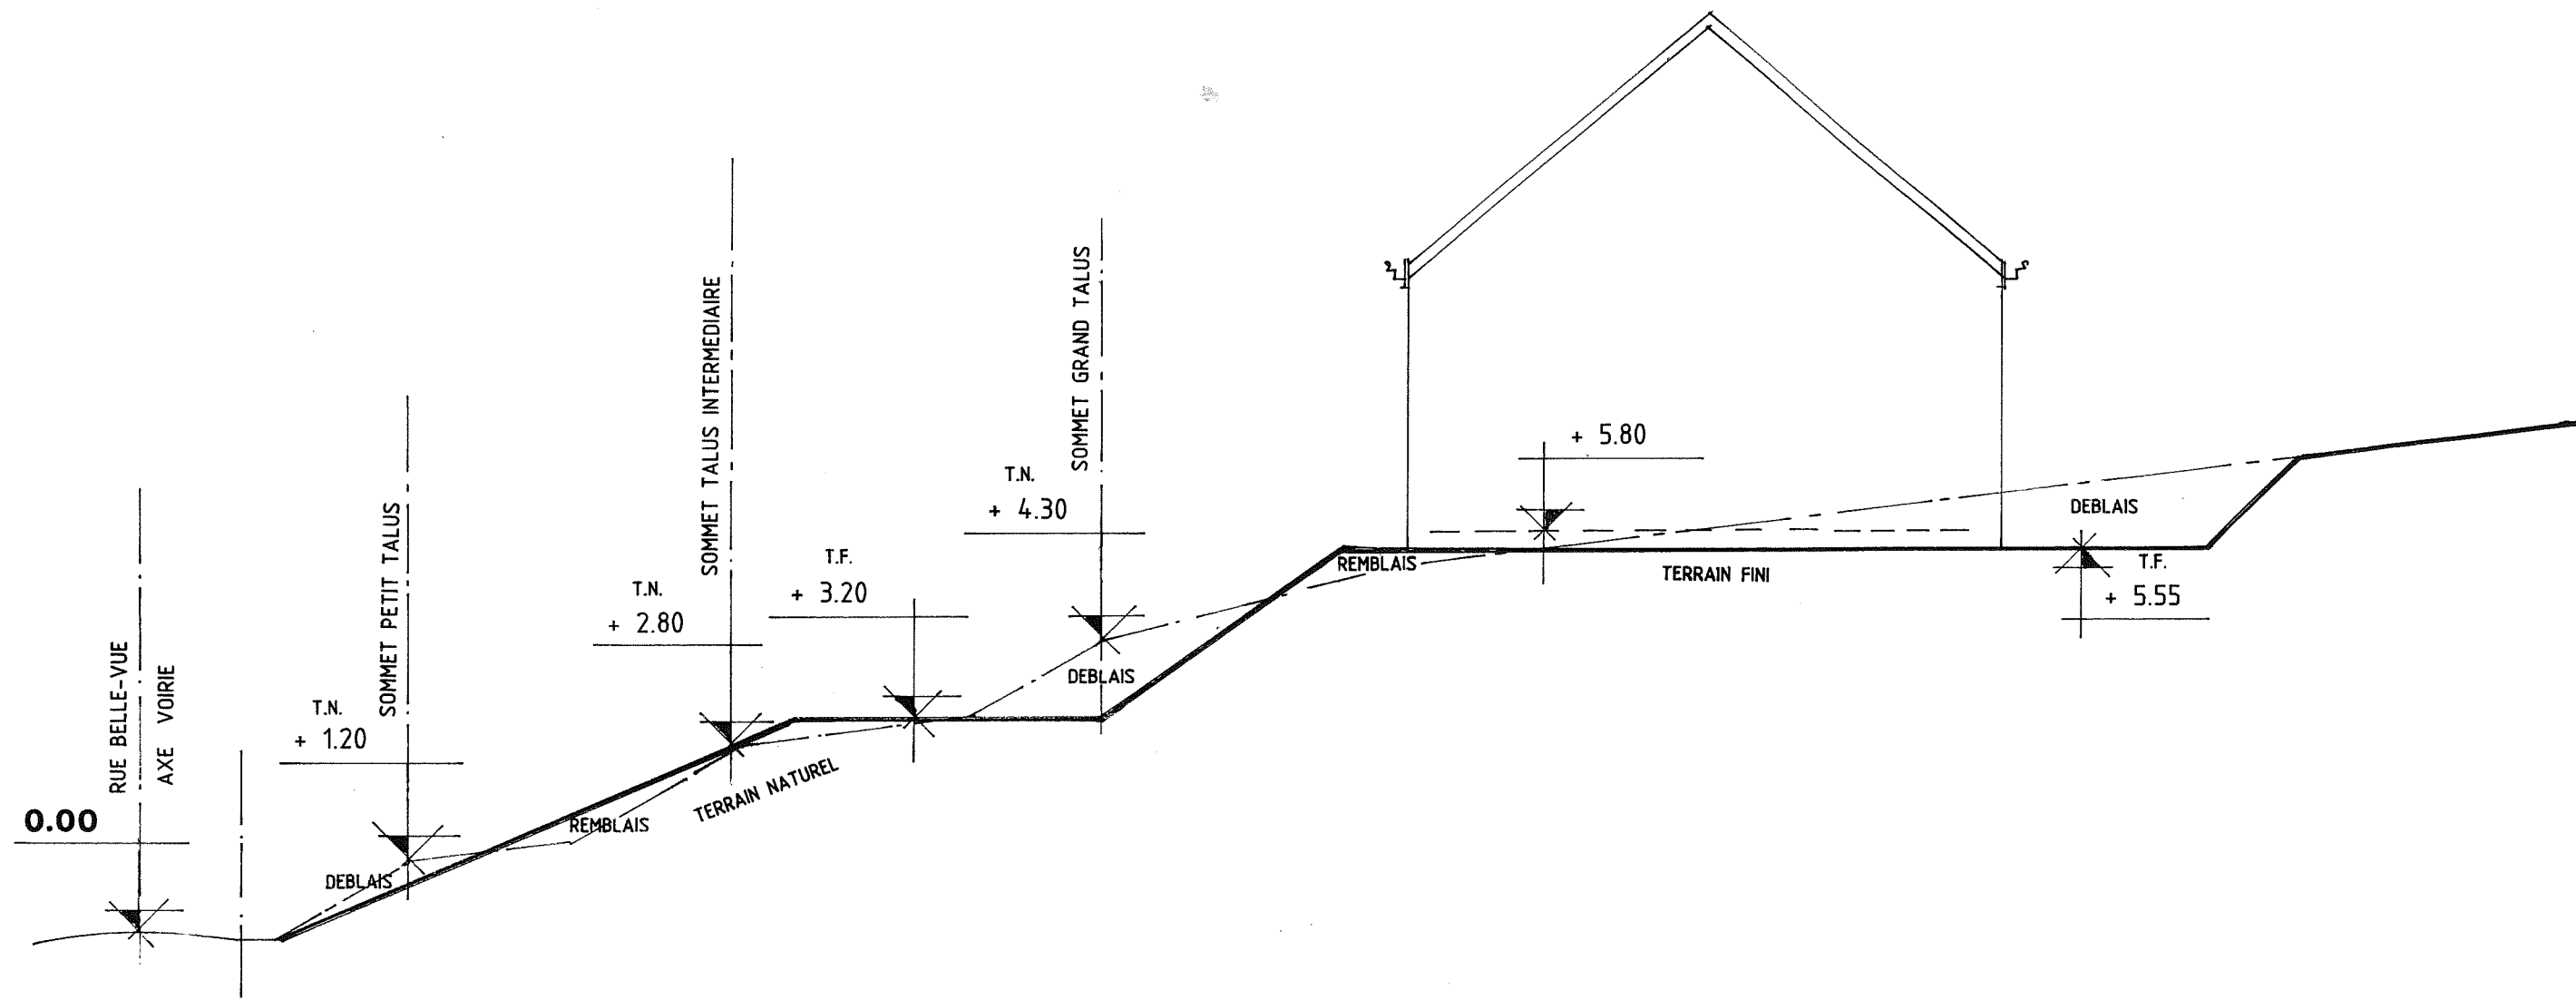 RUE BELLE-VUE
AXE VOIRIE
0.00
SOMMET PETIT TALUS
T.N.
+ 1.20
DEBLAIS
REMBLAIS
SOMMET TALUS INTERMEDIAIRE
T.N.
+ 2.80
TERRAIN NATUREL
T.F.
+ 3.20
SOMMET GRAND TALUS
T.N.
+ 4.30
DEBLAIS
REMBLAIS
+ 5.80
TERRAIN FINI
DEBLAIS
T.F.
+ 5.55